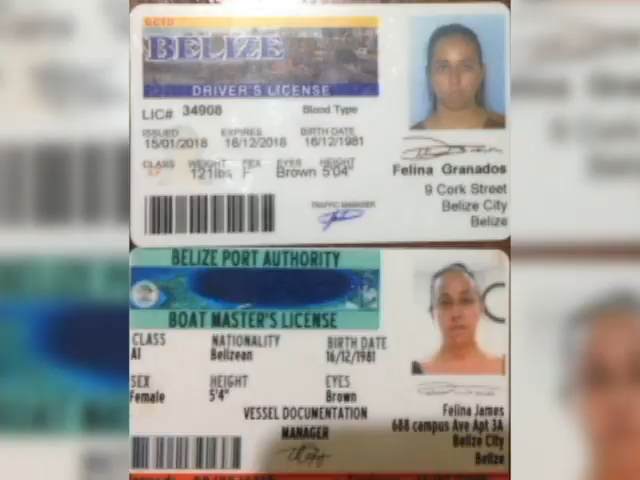 BELIZE
DRIVER'S LICENSE
LIC# 34908 Blood Type
ISSUED EXPIRES BIRTH DATE
15/01/2018 16/12/2018 16/12/1981
CLASS WEIGHT SEX EYES HEIGHT
121lbs F Brown 5'04"
TRAFFIC MANAGER
Felina Granados
9 Cork Street
Belize City
Belize
BELIZE PORT AUTHORITY
BOAT MASTER'S LICENSE
CLASS NATIONALITY BIRTH DATE
A1 Belizean 16/12/1981
SEX HEIGHT EYES
Female 5'4" Brown
VESSEL DOCUMENTATION
MANAGER
Felina James
688 campus Ave Apt 3A
Belize City
Belize